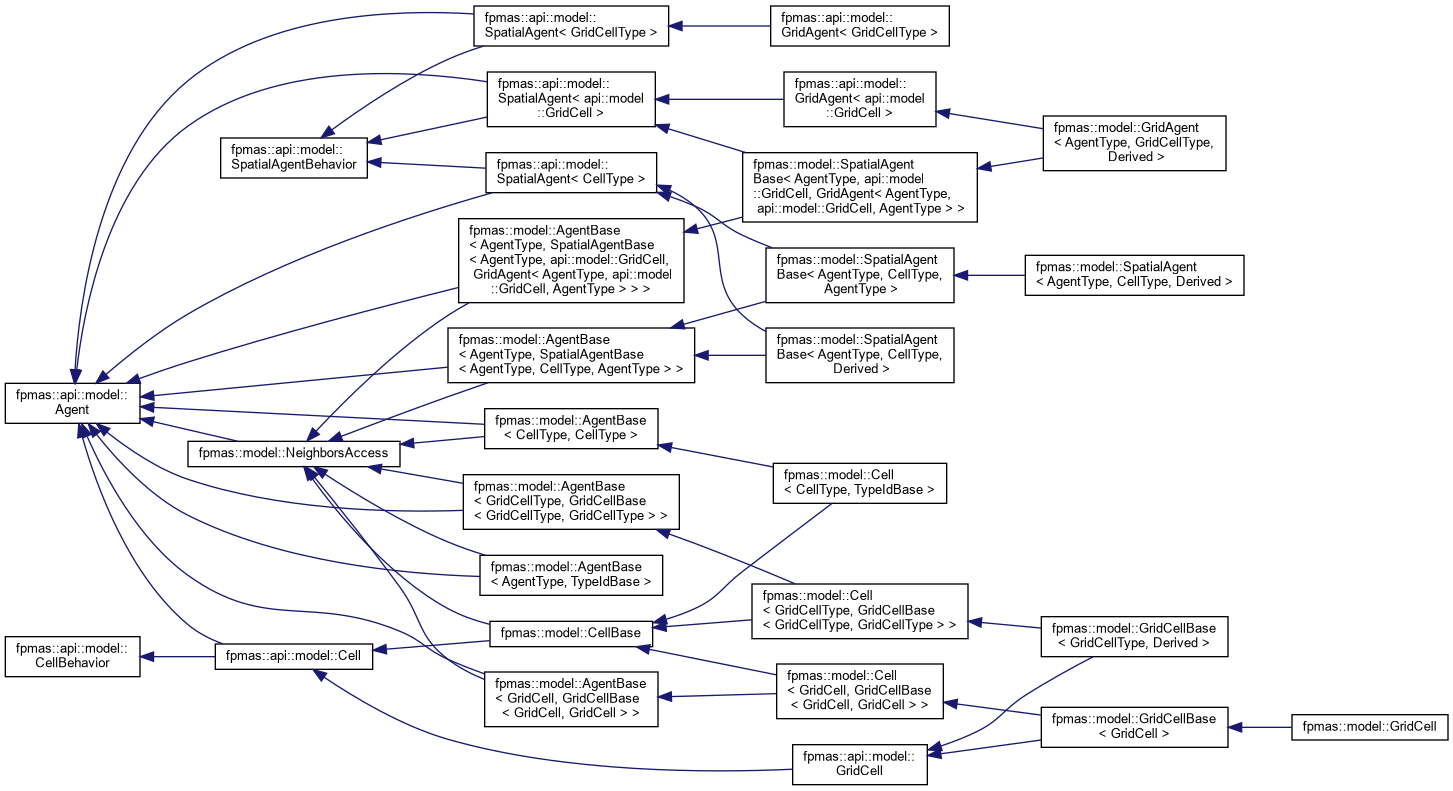 fpmas::api::model::
SpatialAgent< GridCellType >
fpmas::api::model::
GridAgent< GridCellType >
fpmas::api::model::
SpatialAgent< api::model
::GridCell >
fpmas::api::model::
GridAgent< api::model
::GridCell >
fpmas::model::GridAgent
< AgentType, GridCellType,
Derived >
fpmas::api::model::
SpatialAgentBehavior
fpmas::api::model::
SpatialAgent< CellType >
fpmas::model::SpatialAgent
Base< AgentType, api::model
::GridCell, GridAgent< AgentType,
api::model::GridCell, AgentType > >
fpmas::model::AgentBase
< AgentType, SpatialAgentBase
< AgentType, api::model::GridCell,
GridAgent< AgentType, api::model
::GridCell, AgentType > > >
fpmas::model::SpatialAgent
Base< AgentType, CellType,
AgentType >
fpmas::model::SpatialAgent
< AgentType, CellType, Derived >
fpmas::model::AgentBase
< AgentType, SpatialAgentBase
< AgentType, CellType, AgentType > >
fpmas::model::SpatialAgent
Base< AgentType, CellType,
Derived >
fpmas::api::model::
Agent
fpmas::model::AgentBase
< CellType, CellType >
fpmas::model::NeighborsAccess
fpmas::model::Cell
< CellType, TypeIdBase >
fpmas::model::AgentBase
< GridCellType, GridCellBase
< GridCellType, GridCellType > >
fpmas::model::AgentBase
< AgentType, TypeIdBase >
fpmas::model::Cell
< GridCellType, GridCellBase
< GridCellType, GridCellType > >
fpmas::model::CellBase
fpmas::model::GridCellBase
< GridCellType, Derived >
fpmas::api::model::
CellBehavior
fpmas::api::model::Cell
fpmas::model::AgentBase
< GridCell, GridCellBase
< GridCell, GridCell > >
fpmas::model::Cell
< GridCell, GridCellBase
< GridCell, GridCell > >
fpmas::model::GridCellBase
< GridCell >
fpmas::model::GridCell
fpmas::api::model::
GridCell